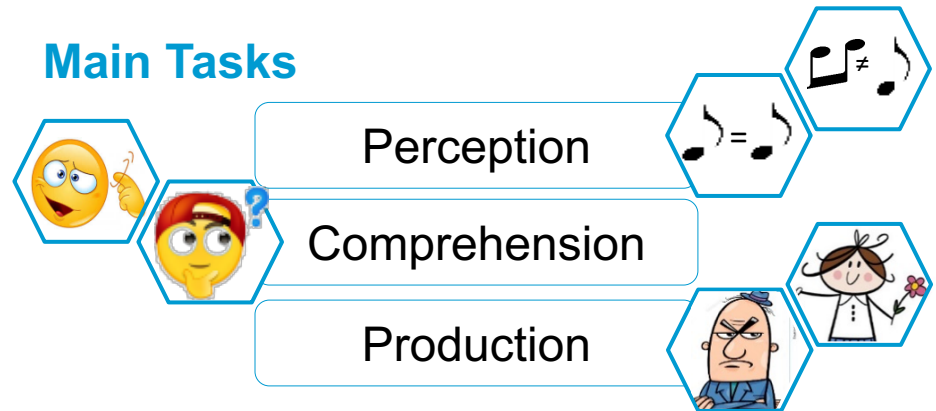 Main Tasks
≠
Perception
=
?
Comprehension
Production